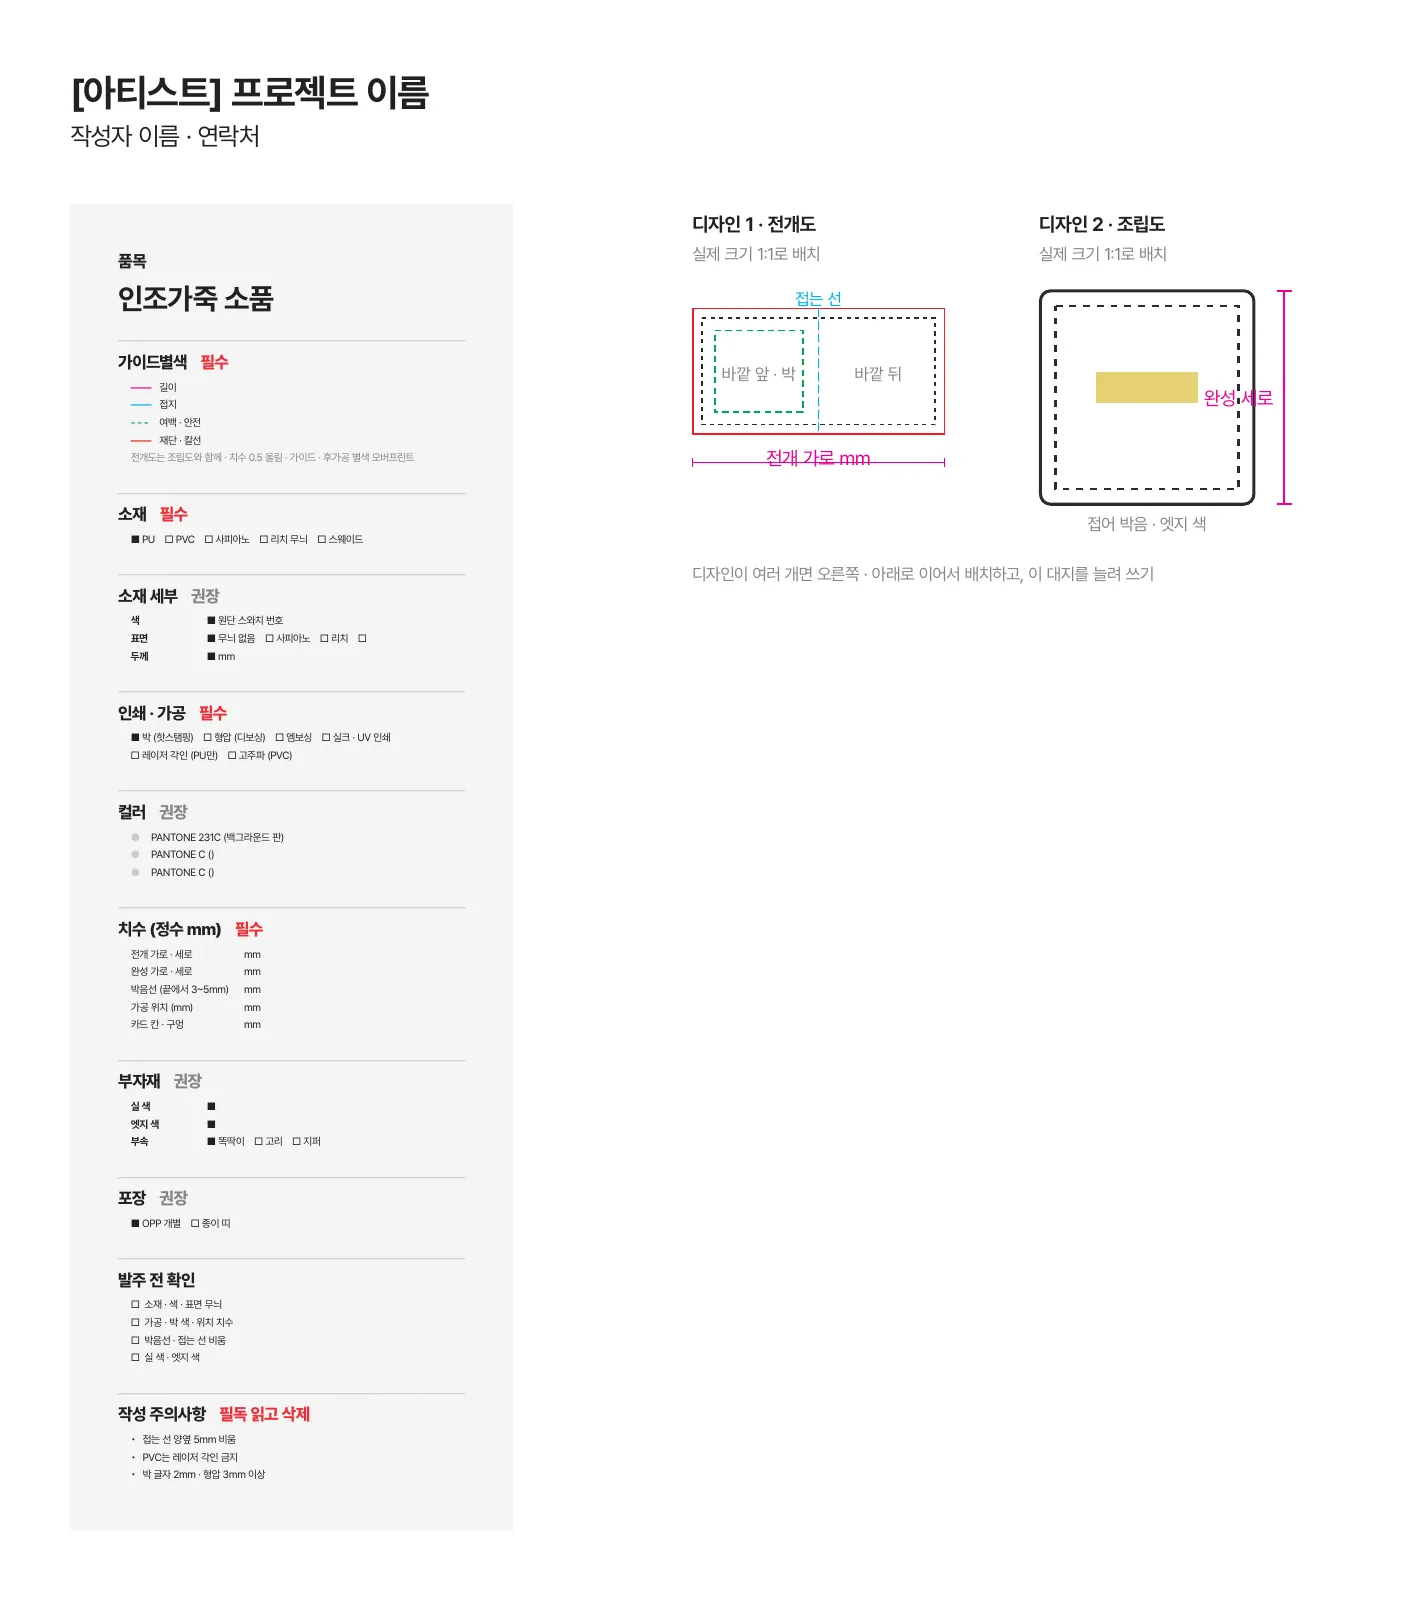 [아티스트] 프로젝트 이름
작성자 이름 · 연락처
품목
인조가죽 소품
가이드별색 필수
길이
접지
여백 · 안전
재단 · 칼선
전개도는 조립도와 함께 · 치수 0.5 올림 · 가이드 · 후가공 별색 오버프린트
소재 필수
■ PU □ PVC □ 사피아노 □ 리치 무늬 □ 스웨이드
소재 세부 권장
색 ■ 원단 스와치 번호
표면 ■ 무늬 없음 □ 사피아노 □ 리치 □
두께 ■ mm
인쇄 · 가공 필수
■ 박 (핫스탬핑) □ 형압 (디보싱) □ 엠보싱 □ 실크 · UV 인쇄
□ 레이저 각인 (PU만) □ 고주파 (PVC)
컬러 권장
PANTONE 231C (백그라운드 판)
PANTONE C ()
PANTONE C ()
치수 (정수 mm) 필수
전개 가로 · 세로 mm
완성 가로 · 세로 mm
박음선 (끝에서 3~5mm) mm
가공 위치 (mm) mm
카드 칸 · 구멍 mm
부자재 권장
실 색 ■
엣지 색 ■
부속 ■ 똑딱이 □ 고리 □ 지퍼
포장 권장
■ OPP 개별 □ 종이 띠
발주 전 확인
□ 소재 · 색 · 표면 무늬
□ 가공 · 박 색 · 위치 치수
□ 박음선 · 접는 선 비움
□ 실 색 · 엣지 색
작성 주의사항 필독 읽고 삭제
· 접는 선 양옆 5mm 비움
· PVC는 레이저 각인 금지
· 박 글자 2mm · 형압 3mm 이상
디자인 1 · 전개도
실제 크기 1:1로 배치
접는 선
바깥 앞 · 박
바깥 뒤
전개 가로 mm
디자인 2 · 조립도
실제 크기 1:1로 배치
완성 세로
접어 박음 · 엣지 색
디자인이 여러 개면 오른쪽 · 아래로 이어서 배치하고, 이 대지를 늘려 쓰기